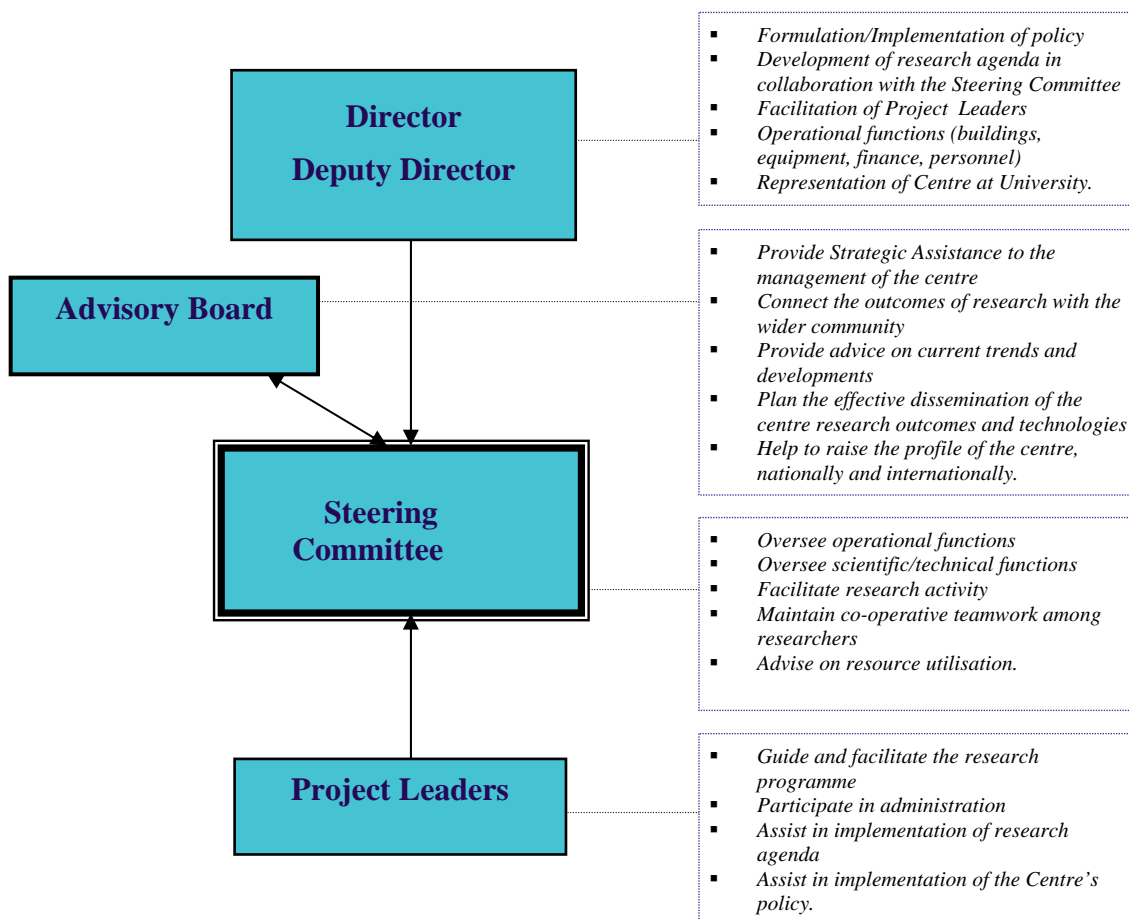 Director
Deputy Director
▪ Formulation/Implementation of policy
▪ Development of research agenda in
collaboration with the Steering Committee
▪ Facilitation of Project Leaders
▪ Operational functions (buildings,
equipment, finance, personnel)
▪ Representation of Centre at University.
Advisory Board
▪ Provide Strategic Assistance to the
management of the centre
▪ Connect the outcomes of research with the
wider community
▪ Provide advice on current trends and
developments
▪ Plan the effective dissemination of the
centre research outcomes and technologies
▪ Help to raise the profile of the centre,
nationally and internationally.
Steering
Committee
▪ Oversee operational functions
▪ Oversee scientific/technical functions
▪ Facilitate research activity
▪ Maintain co-operative teamwork among
researchers
▪ Advise on resource utilisation.
Project Leaders
▪ Guide and facilitate the research
programme
▪ Participate in administration
▪ Assist in implementation of research
agenda
▪ Assist in implementation of the Centre's
policy.